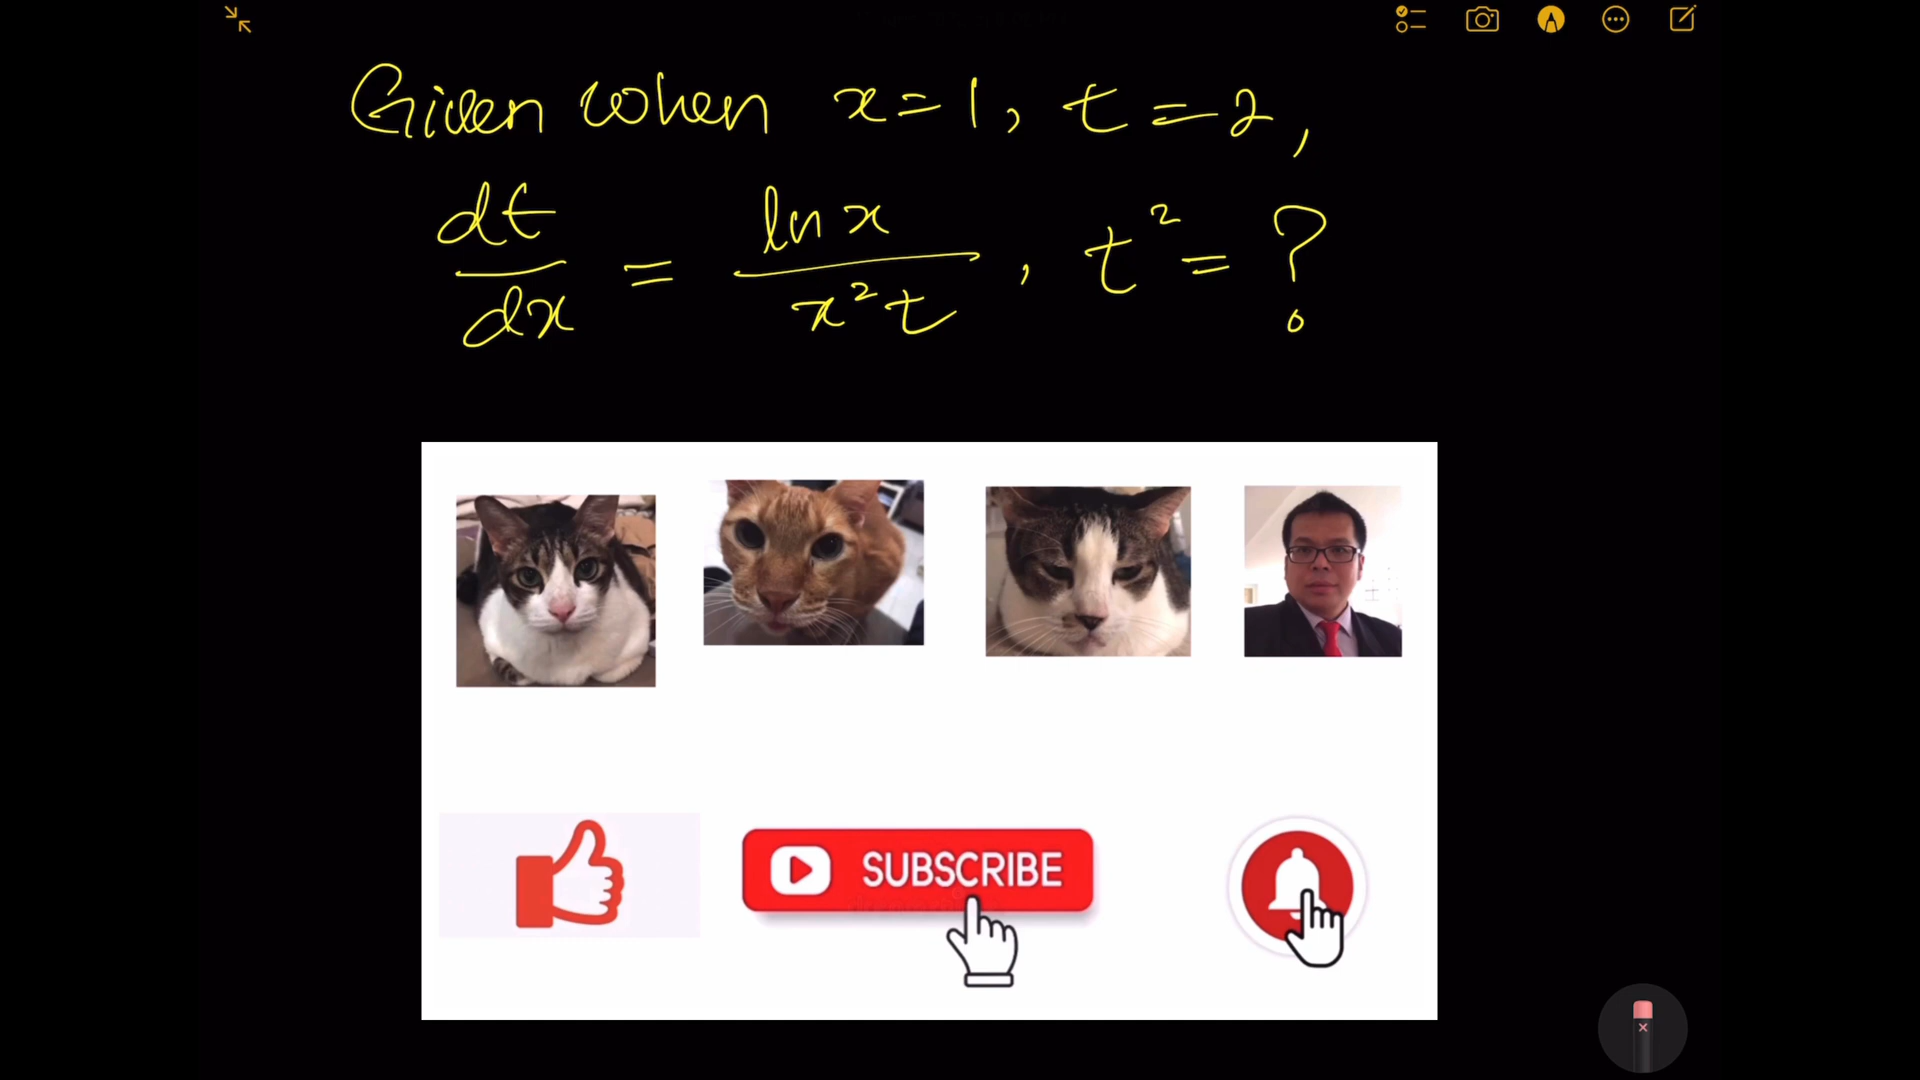 Given when x = 1, t = 2,
dt/dx = ln x / x²t , t² = ?
SUBSCRIBE